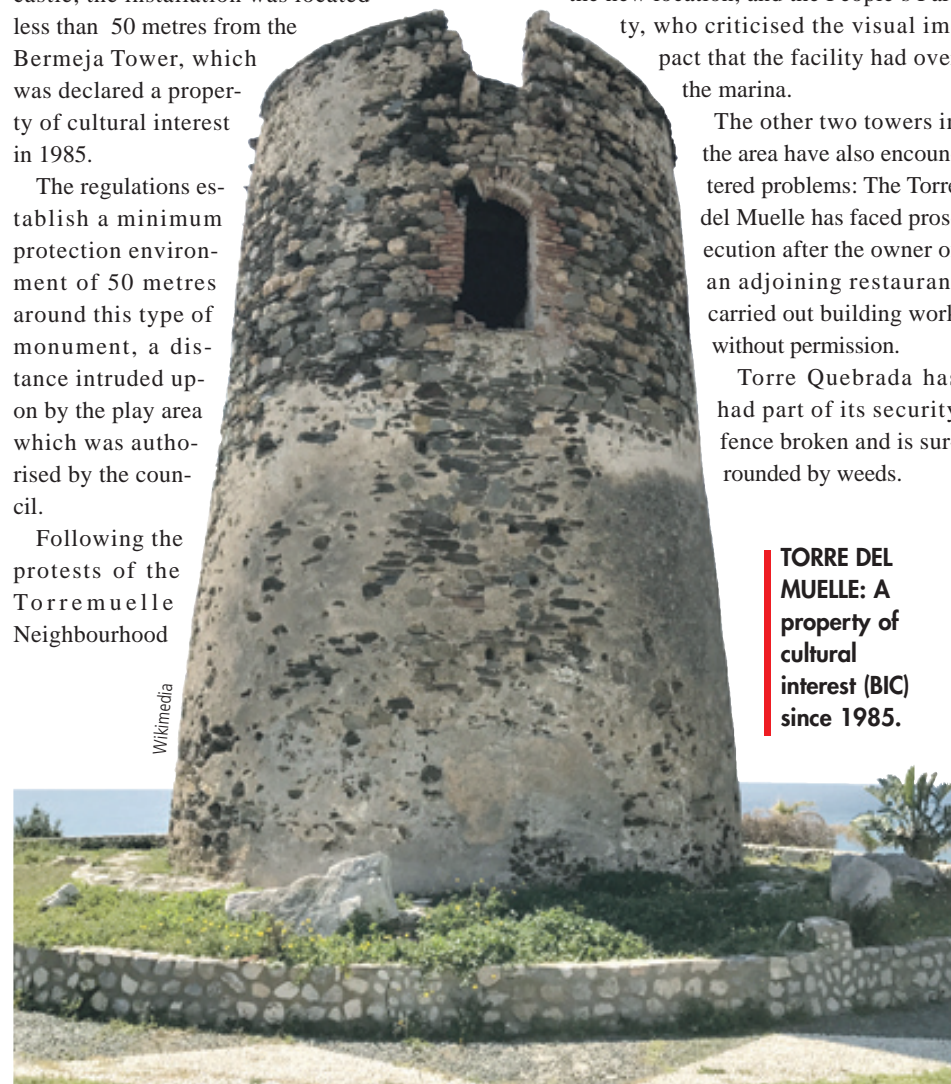 castle, the installation was located
less than 50 metres from the
Bermeja Tower, which
was declared a proper-
ty of cultural interest
in 1985.
The regulations es-
tablish a minimum
protection environ-
ment of 50 metres
around this type of
monument, a dis-
tance intruded up-
on by the play area
which was autho-
rised by the coun-
cil.
Following the
protests of the
Torremuelle
Neighbourhood
Wikimedia
the new location, and the People's Par
ty, who criticised the visual im
pact that the facility had ove
the marina.
The other two towers in
the area have also encoun
tered problems: The Torre
del Muelle has faced pros
ecution after the owner o
an adjoining restauran
carried out building work
without permission.
Torre Quebrada has
had part of its security
fence broken and is sur
rounded by weeds.
TORRE DEL
MUELLE: A
property of
cultural
interest (BIC)
since 1985.